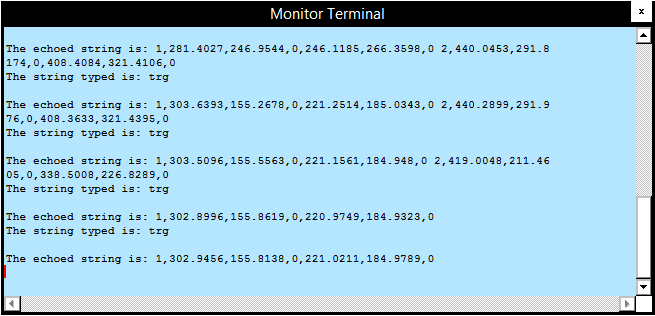 Monitor Terminal
x
The echoed string is: 1,281.4027,246.9544,0,246.1185,266.3598,0 2,440.0453,291.8
174,0,408.4084,321.4106,0
The string typed is: trg
The echoed string is: 1,303.6393,155.2678,0,221.2514,185.0343,0 2,440.2899,291.9
76,0,408.3633,321.4395,0
The string typed is: trg
The echoed string is: 1,303.5096,155.5563,0,221.1561,184.948,0 2,419.0048,211.46
05,0,338.5008,226.8289,0
The string typed is: trg
The echoed string is: 1,302.8996,155.8619,0,220.9749,184.9323,0
The string typed is: trg
The echoed string is: 1,302.9456,155.8138,0,221.0211,184.9789,0